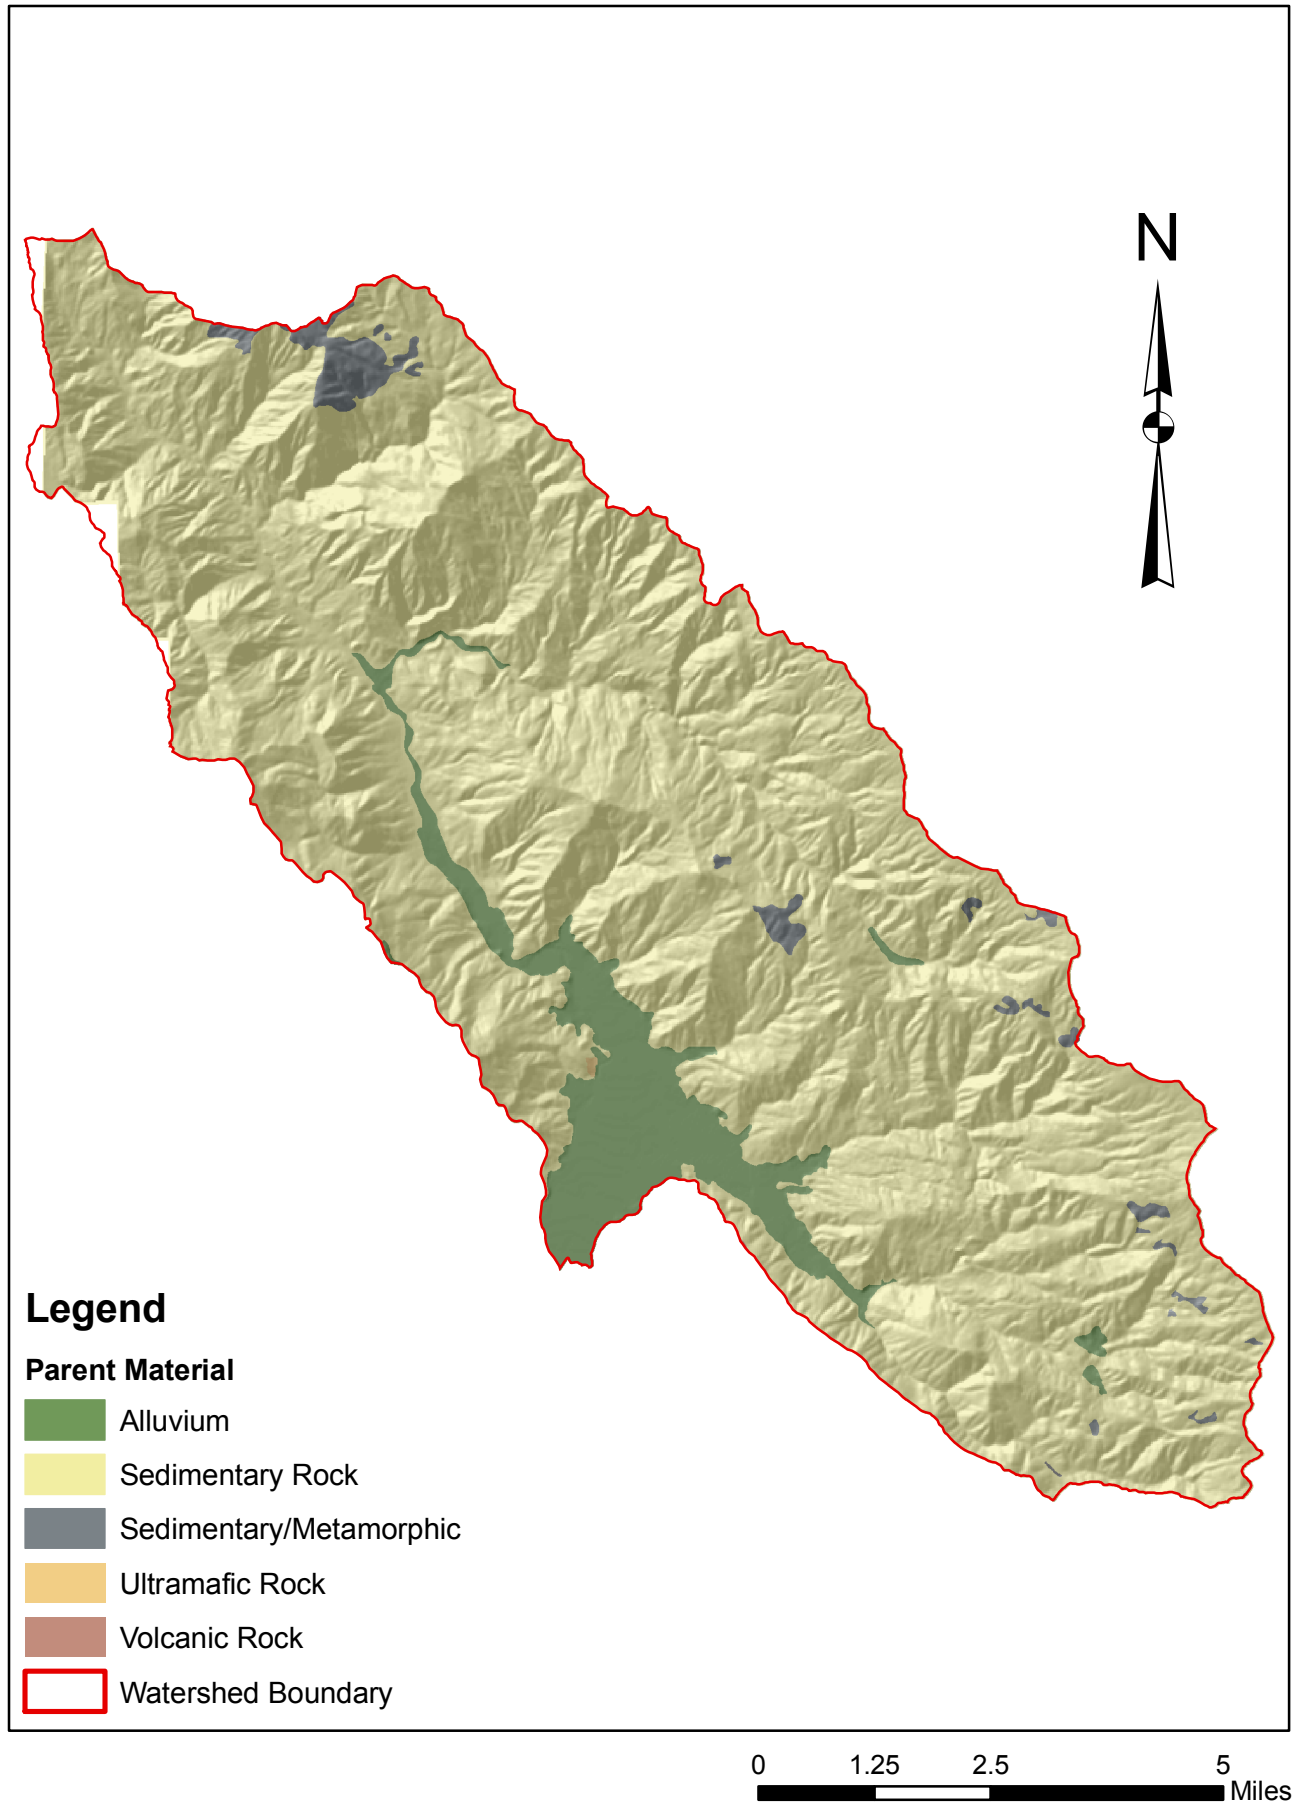 N
Legend
Parent Material
Alluvium
Sedimentary Rock
Sedimentary/Metamorphic
Ultramafic Rock
Volcanic Rock
Watershed Boundary
0 1.25 2.5 5
Miles